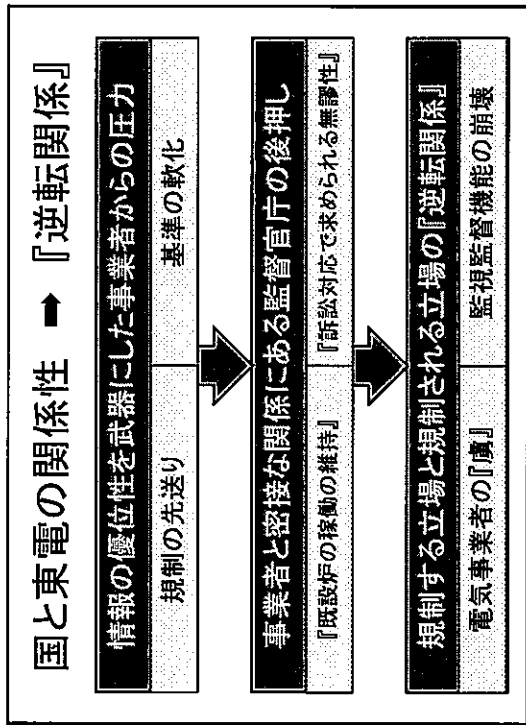 国と東電の関係性 ➡ 『逆転関係』
情報の優位性を武器にした事業者からの圧力
規制の先送り 基準の軟化
事業者と密接な関係にある監督官庁の後押し
『既設炉の稼働の維持』 『訴訟対応で求められる無謬性』
規制する立場と規制される立場の『逆転関係』
電気事業者の『虜』 監視監督機能の崩壊